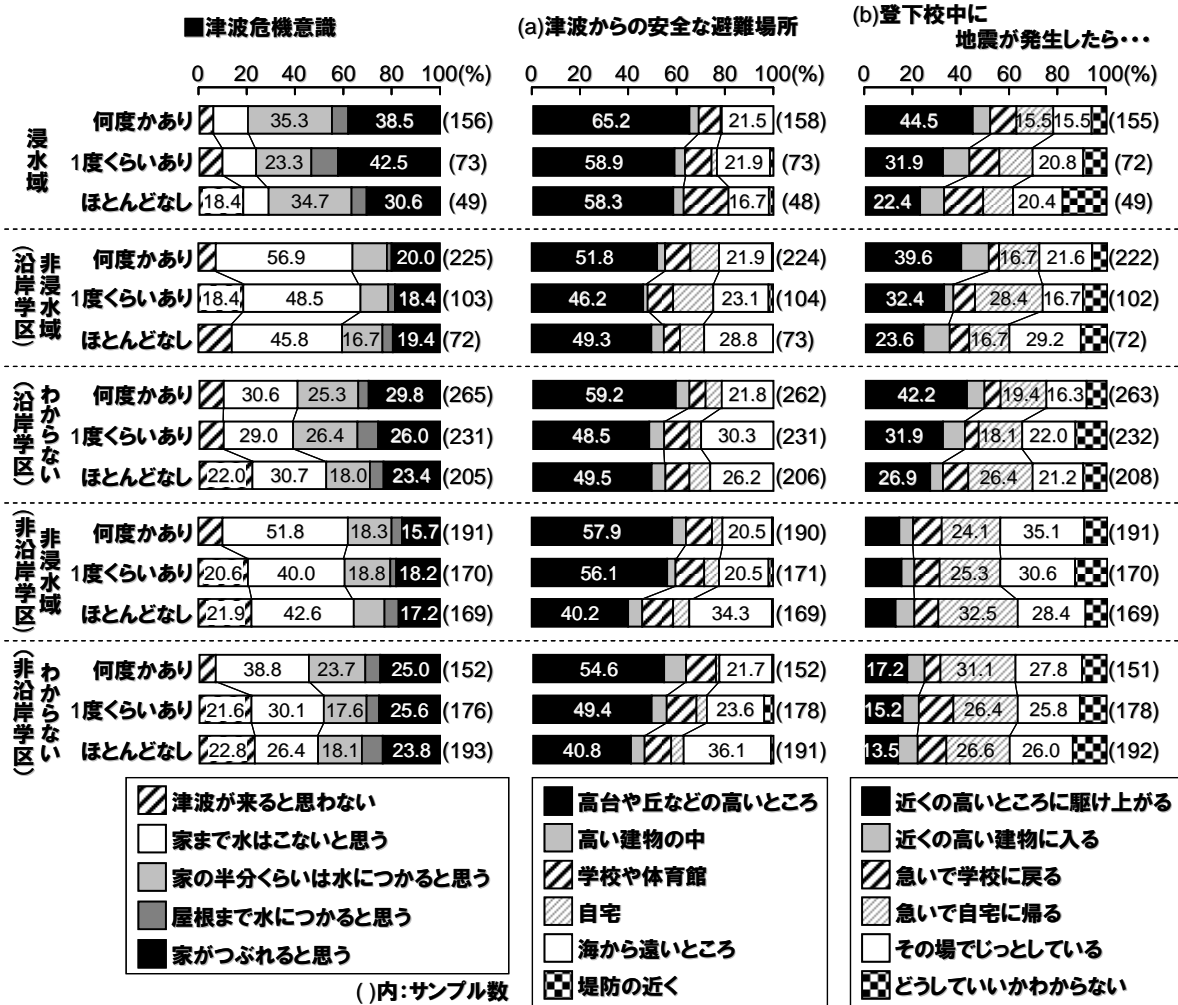 ■津波危機意識
(a)津波からの安全な避難場所
(b)登下校中に
地震が発生したら･･･
0 20 40 60 80 100(%)
0 20 40 60 80 100(%)
0 20 40 60 80 100(%)
浸水域
何度かあり 35.3 38.5 (156) 65.2 21.5 (158) 44.5 15.5 15.5 (155)
1度くらいあり 23.3 42.5 (73) 58.9 21.9 (73) 31.9 20.8 (72)
ほとんどなし 18.4 34.7 30.6 (49) 58.3 16.7 (48) 22.4 20.4 (49)
非浸水域
(沿岸学区)
何度かあり 56.9 20.0 (225) 51.8 21.9 (224) 39.6 16.7 21.6 (222)
1度くらいあり 18.4 48.5 18.4 (103) 46.2 23.1 (104) 32.4 28.4 16.7 (102)
ほとんどなし 45.8 16.7 19.4 (72) 49.3 28.8 (73) 23.6 16.7 29.2 (72)
わからない
(沿岸学区)
何度かあり 30.6 25.3 29.8 (265) 59.2 21.8 (262) 42.2 19.4 16.3 (263)
1度くらいあり 29.0 26.4 26.0 (231) 48.5 30.3 (231) 31.9 18.1 22.0 (232)
ほとんどなし 22.0 30.7 18.0 23.4 (205) 49.5 26.2 (206) 26.9 26.4 21.2 (208)
非浸水域
(非沿岸学区)
何度かあり 51.8 18.3 15.7 (191) 57.9 20.5 (190) 24.1 35.1 (191)
1度くらいあり 20.6 40.0 18.8 18.2 (170) 56.1 20.5 (171) 25.3 30.6 (170)
ほとんどなし 21.9 42.6 17.2 (169) 40.2 34.3 (169) 32.5 28.4 (169)
わからない
(非沿岸学区)
何度かあり 38.8 23.7 25.0 (152) 54.6 21.7 (152) 17.2 31.1 27.8 (151)
1度くらいあり 21.6 30.1 17.6 25.6 (176) 49.4 23.6 (178) 15.2 26.4 25.8 (178)
ほとんどなし 22.8 26.4 18.1 23.8 (193) 40.8 36.1 (191) 13.5 26.6 26.0 (192)
津波が来ると思わない
家まで水はこないと思う
家の半分くらいは水につかると思う
屋根まで水につかると思う
家がつぶれると思う
( )内:サンプル数
高台や丘などの高いところ
高い建物の中
学校や体育館
自宅
海から遠いところ
堤防の近く
近くの高いところに駆け上がる
近くの高い建物に入る
急いで学校に戻る
急いで自宅に帰る
その場でじっとしている
どうしていいかわからない